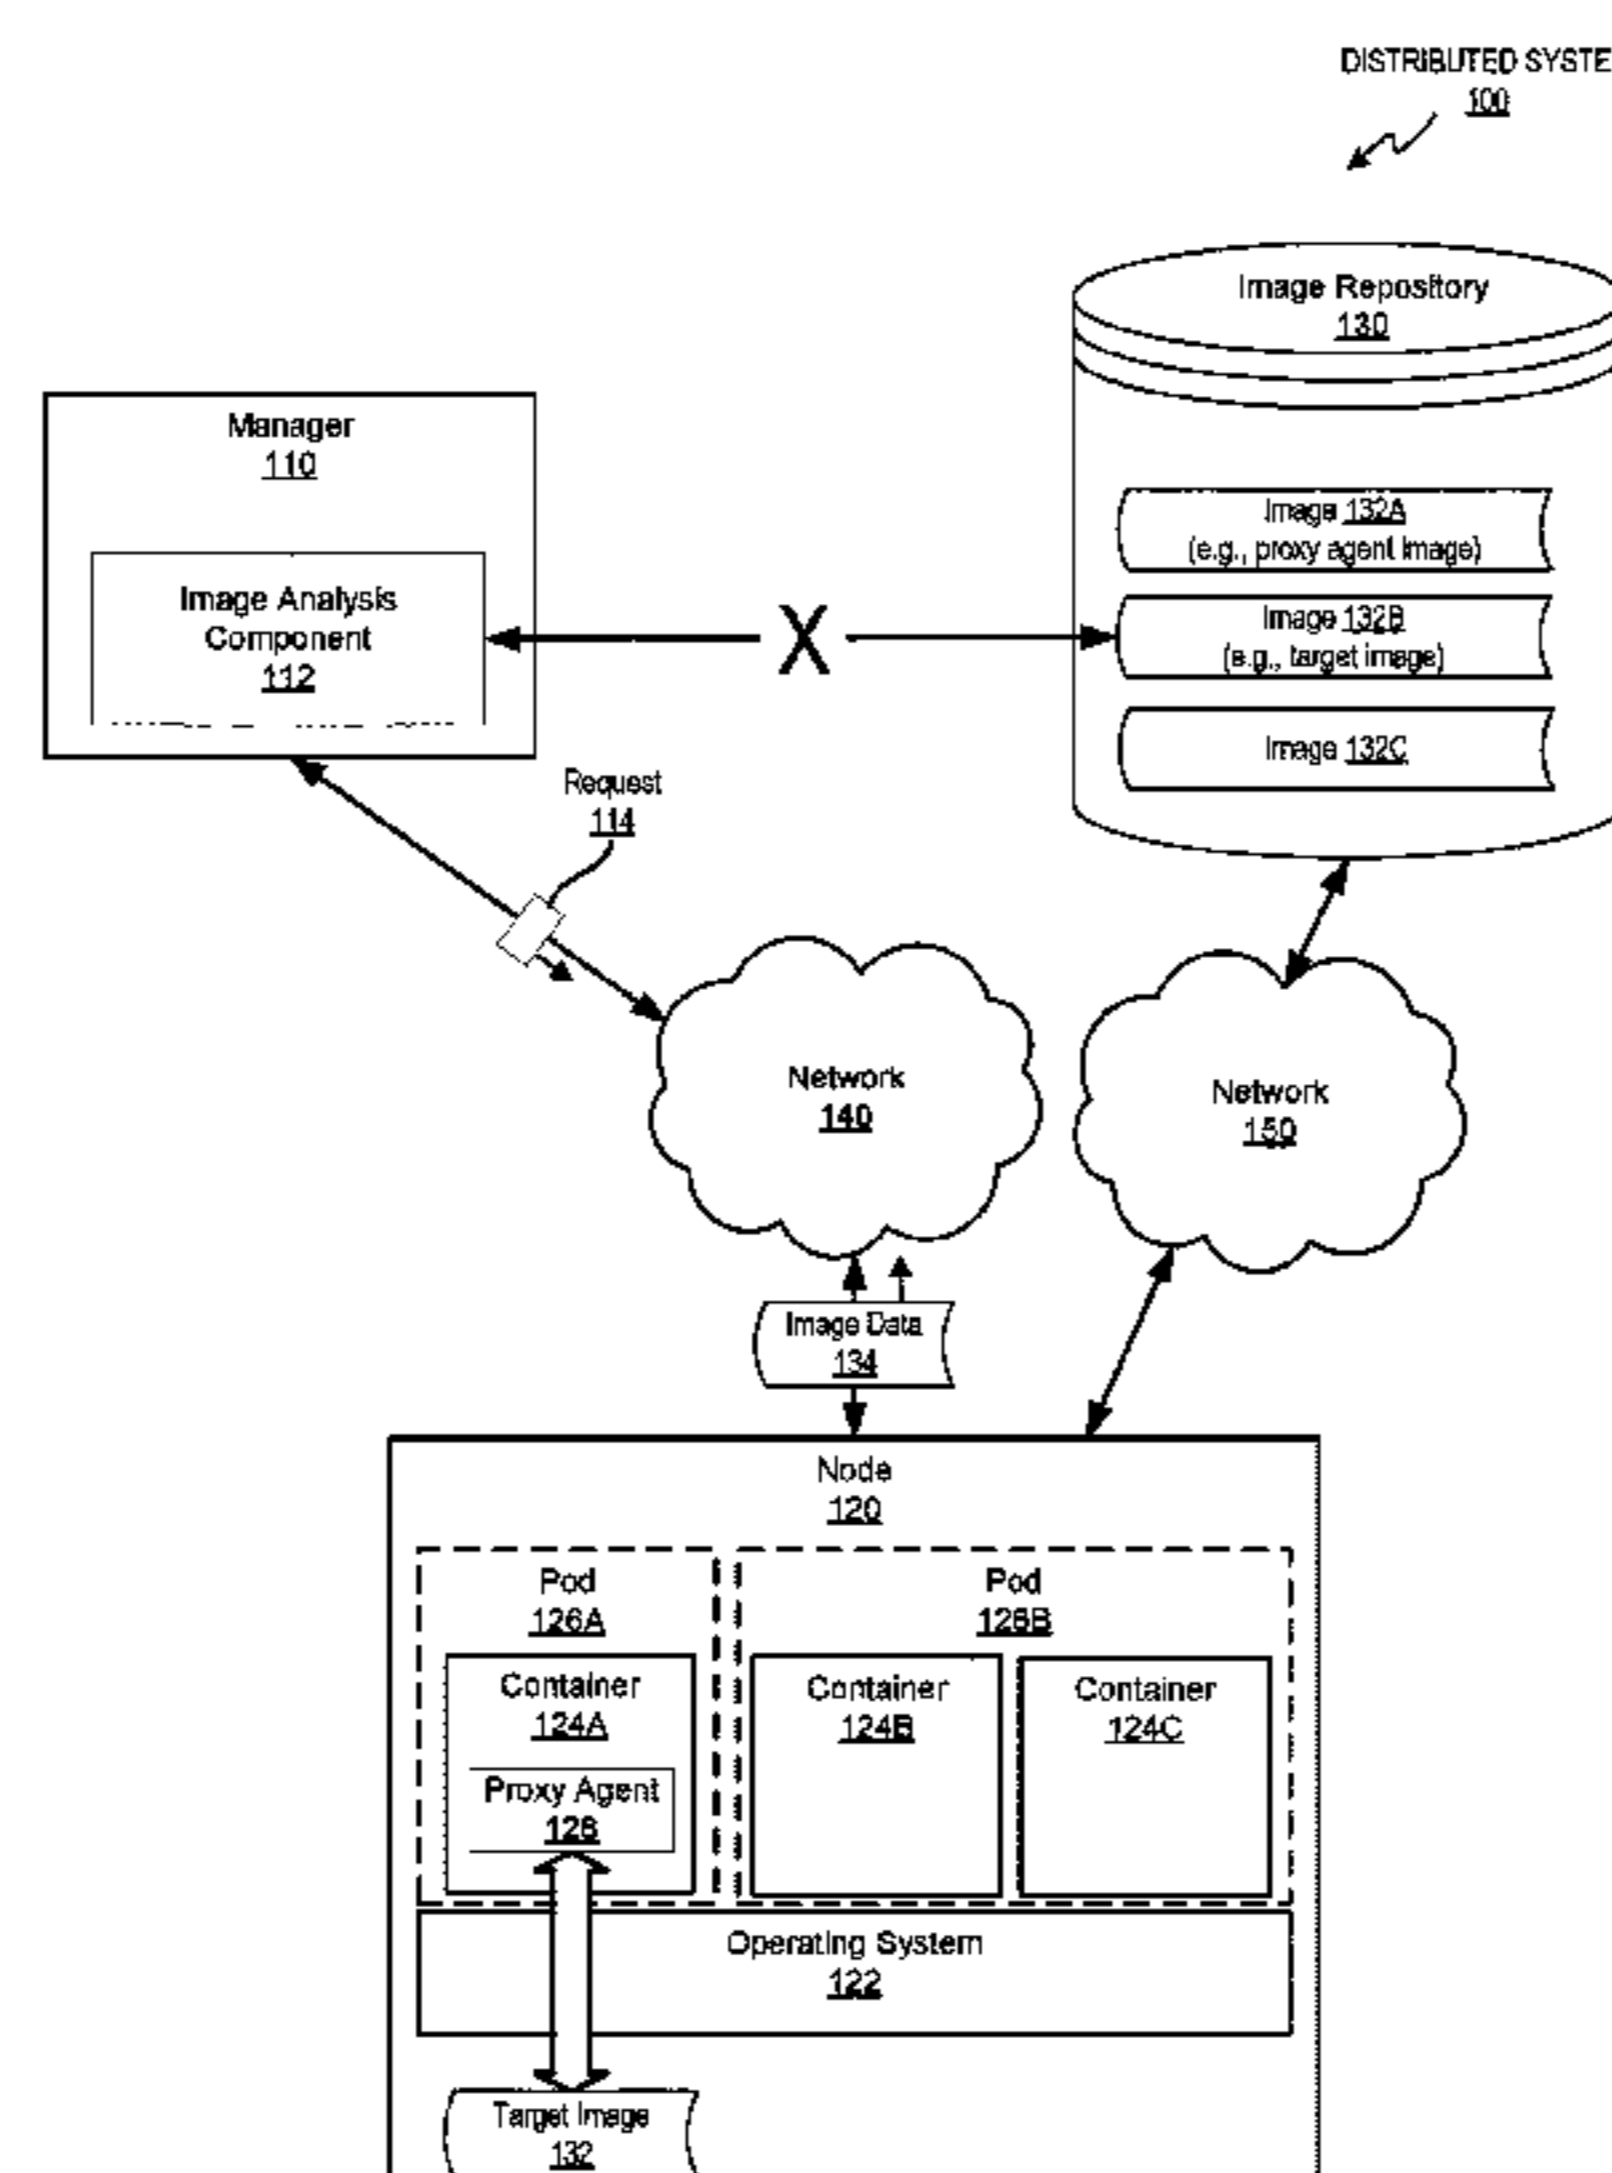 DISTRIBUTED SYSTE
100
Image Repository
130
Manager
110
Image 132A
(e.g., proxy agent image)
Image Analysis
Component
112
X
Image 132B
(e.g., target image)
Image 132C
Request
114
Network
140
Network
150
Image Data
134
Node
120
Pod
126A
Pod
126B
Container
124A
Container
124B
Container
124C
Proxy Agent
128
Operating System
122
Target Image
132